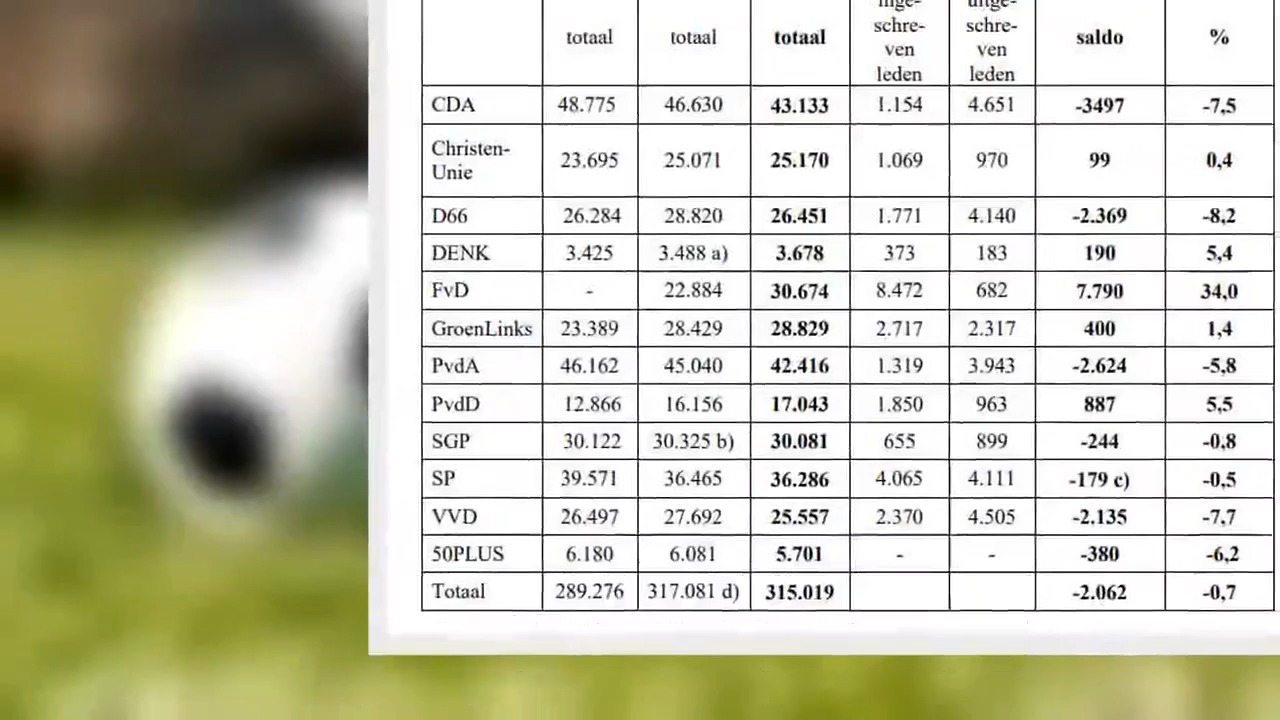 totaal totaal totaal schre- ven leden schre- ven leden saldo %
CDA 48.775 46.630 43.133 1.154 4.651 -3497 -7,5
Christen- Unie 23.695 25.071 25.170 1.069 970 99 0,4
D66 26.284 28.820 26.451 1.771 4.140 -2.369 -8,2
DENK 3.425 3.488 a) 3.678 373 183 190 5,4
FvD - 22.884 30.674 8.472 682 7.790 34,0
GroenLinks 23.389 28.429 28.829 2.717 2.317 400 1,4
PvdA 46.162 45.040 42.416 1.319 3.943 -2.624 -5,8
PvdD 12.866 16.156 17.043 1.850 963 887 5,5
SGP 30.122 30.325 b) 30.081 655 899 -244 -0,8
SP 39.571 36.465 36.286 4.065 4.111 -179 c) -0,5
VVD 26.497 27.692 25.557 2.370 4.505 -2.135 -7,7
50PLUS 6.180 6.081 5.701 - - -380 -6,2
Totaal 289.276 317.081 d) 315.019 -2.062 -0,7